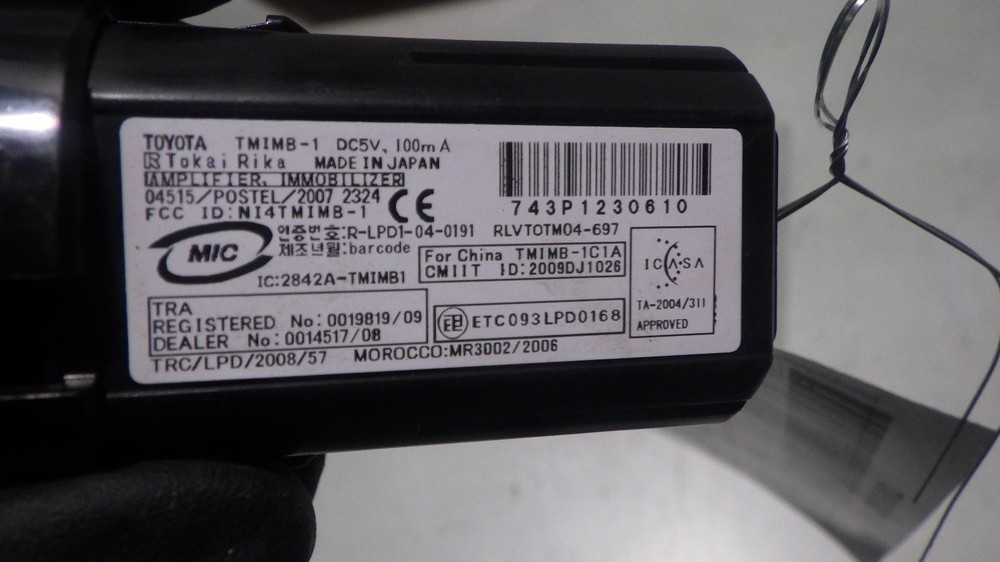 TOYOTA TMIMB-1 DC5V, 100mA
R Tokai Rika MADE IN JAPAN
AMPLIFIER, IMMOBILIZER
04515/POSTEL/2007 2324
FCC ID:NI4TMIMB-1
CE
743P1230610
MIC
인증번호:R-LPD1-04-0191 RLVTOTM04-697
제조년월:barcode
IC:2842A-TMIMB1
For China TMIMB-1C1A
CMIIT ID:2009DJ1026
ICASA
TA-2004/311
APPROVED
TRA
REGISTERED No:0019819/09
DEALER No:0014517/08
ETC093LPD0168
TRC/LPD/2008/57 MOROCCO:MR3002/2006